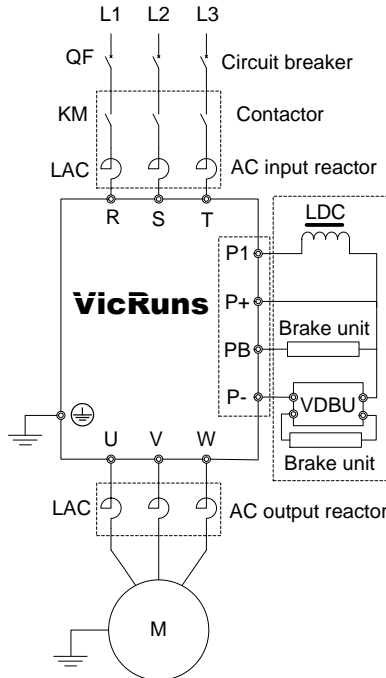 L1 L2 L3
QF Circuit breaker
KM Contactor
LAC AC input reactor
R S T
LDC
P1
VicRuns
P+
Brake unit
PB
P-
VDBU
U V W
Brake unit
LAC AC output reactor
M